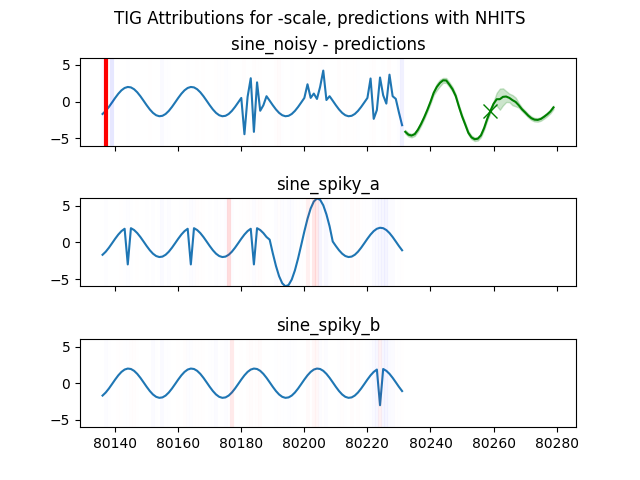 TIG Attributions for -scale, predictions with NHITS
sine_noisy - predictions
5
0
−5
sine_spiky_a
5
0
−5
sine_spiky_b
5
0
−5
80140 80160 80180 80200 80220 80240 80260 80280